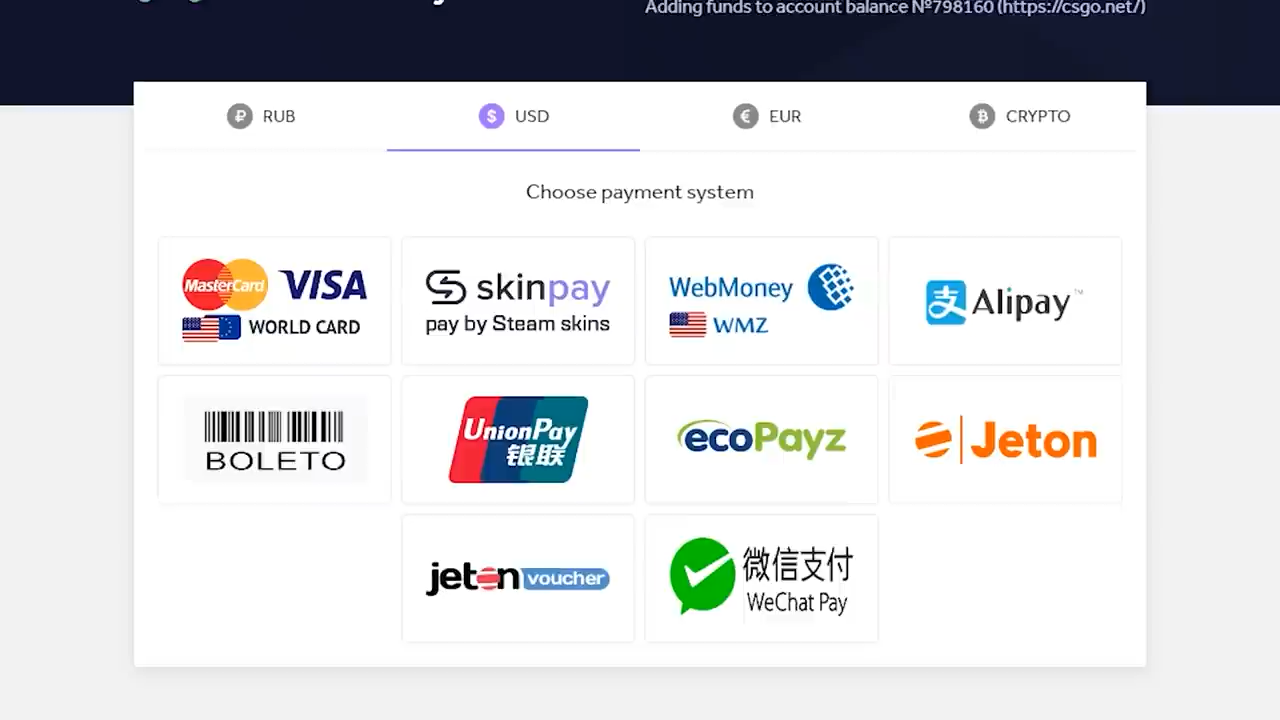 Adding funds to account balance №798160 (https://csgo.net/)
RUB
USD
EUR
CRYPTO
Choose payment system
MasterCard VISA
WORLD CARD
skinpay
pay by Steam skins
WebMoney
WMZ
支 Alipay™
BOLETO
UnionPay
银联
ecoPayz
Jeton
jeton voucher
微信支付
WeChat Pay